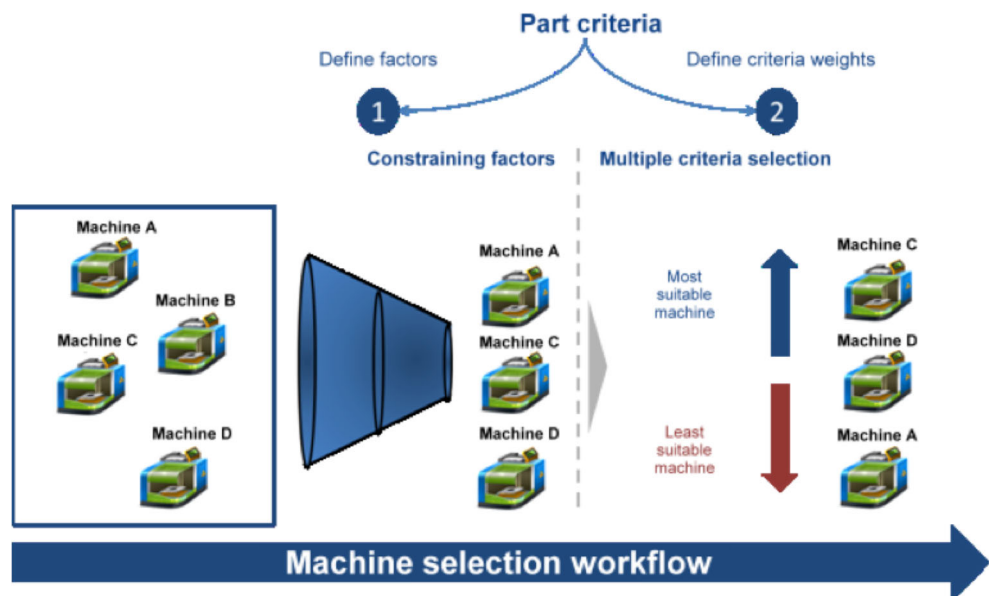 Part criteria
Define factors
Define criteria weights
1
2
Constraining factors
Multiple criteria selection
Machine A
Machine B
Machine C
Machine D
Machine A
Machine C
Machine D
Most
suitable
machine
Least
suitable
machine
Machine C
Machine D
Machine A
Machine selection workflow